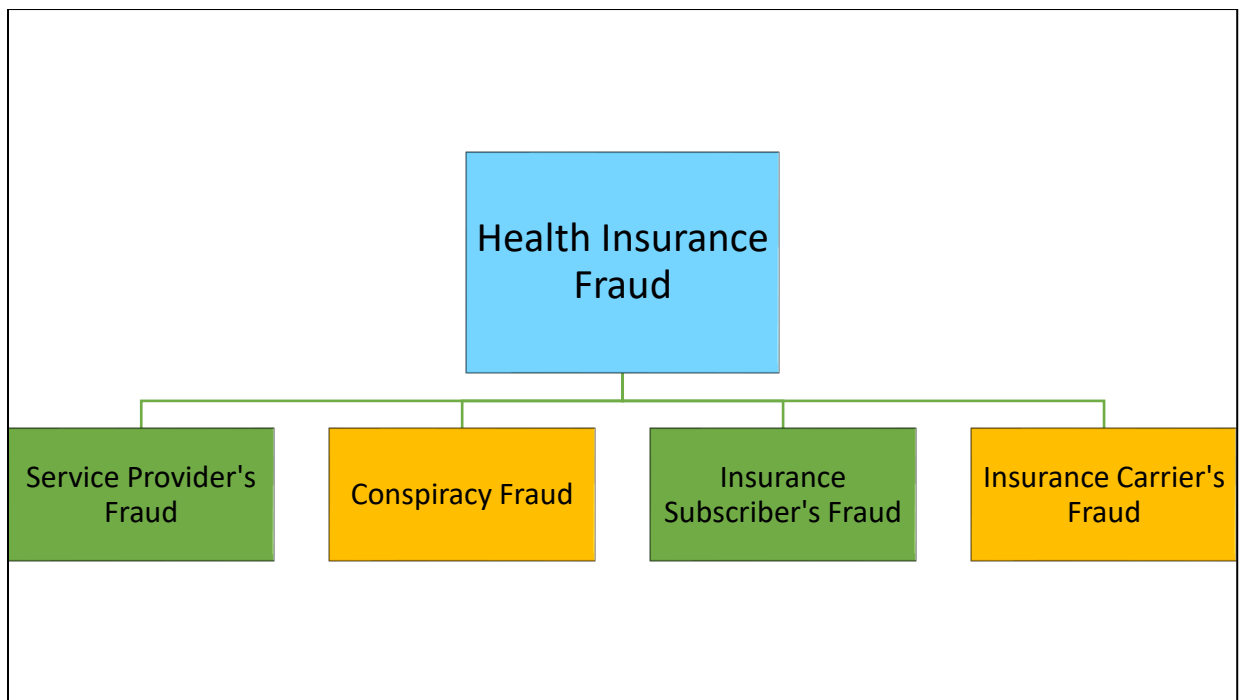 Health Insurance
Fraud
Service Provider's
Fraud
Conspiracy Fraud
Insurance
Subscriber's Fraud
Insurance Carrier's
Fraud